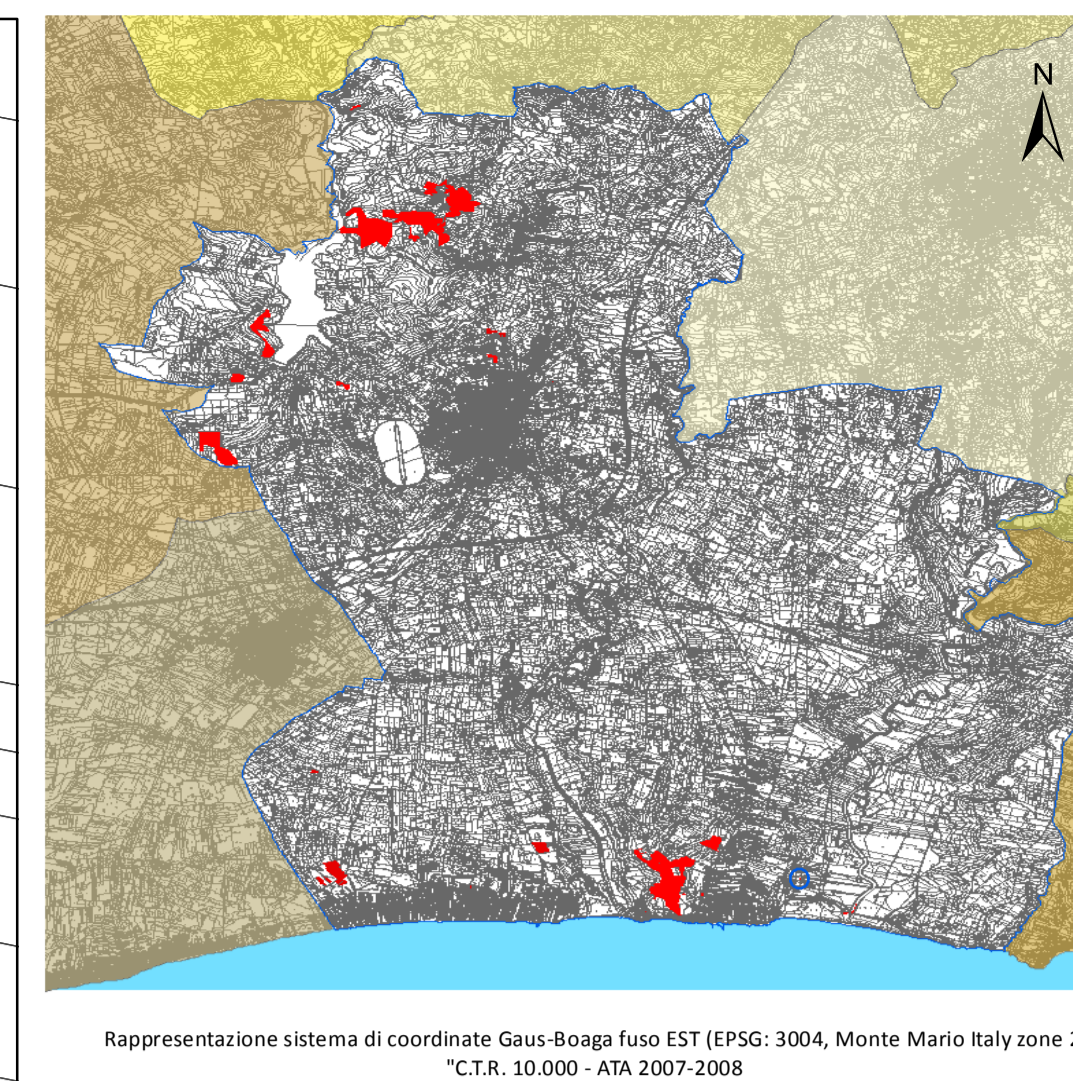 N
Rappresentazione sistema di coordinate Gaus-Boaga fuso EST (EPSG: 3004, Monte Mario Italy zone
"C.T.R. 10.000 - ATA 2007-2008